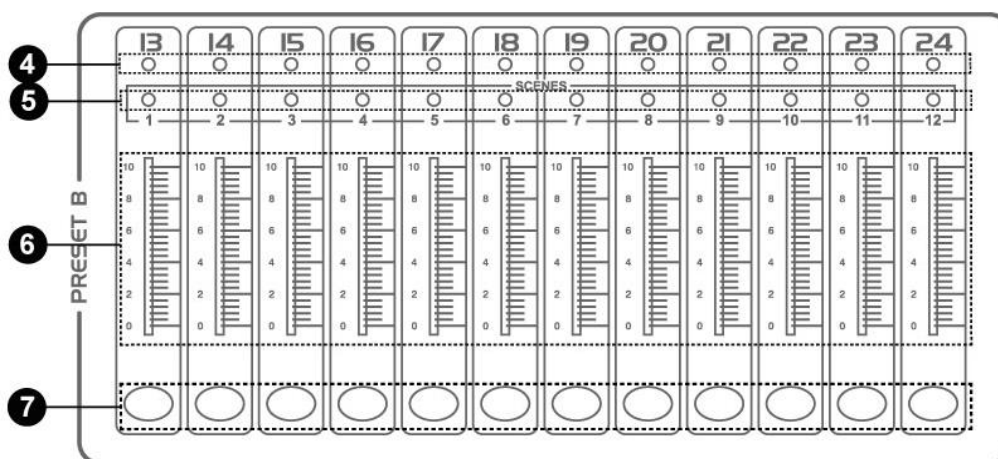 13 14 15 16 17 18 19 20 21 22 23 24
4
SCENES
5
1 2 3 4 5 6 7 8 9 10 11 12
10 10 10 10 10 10 10 10 10 10 10 10
8 8 8 8 8 8 8 8 8 8 8 8
PRESET B
6
6 6 6 6 6 6 6 6 6 6 6 6
4 4 4 4 4 4 4 4 4 4 4 4
2 2 2 2 2 2 2 2 2 2 2 2
0 0 0 0 0 0 0 0 0 0 0 0
7